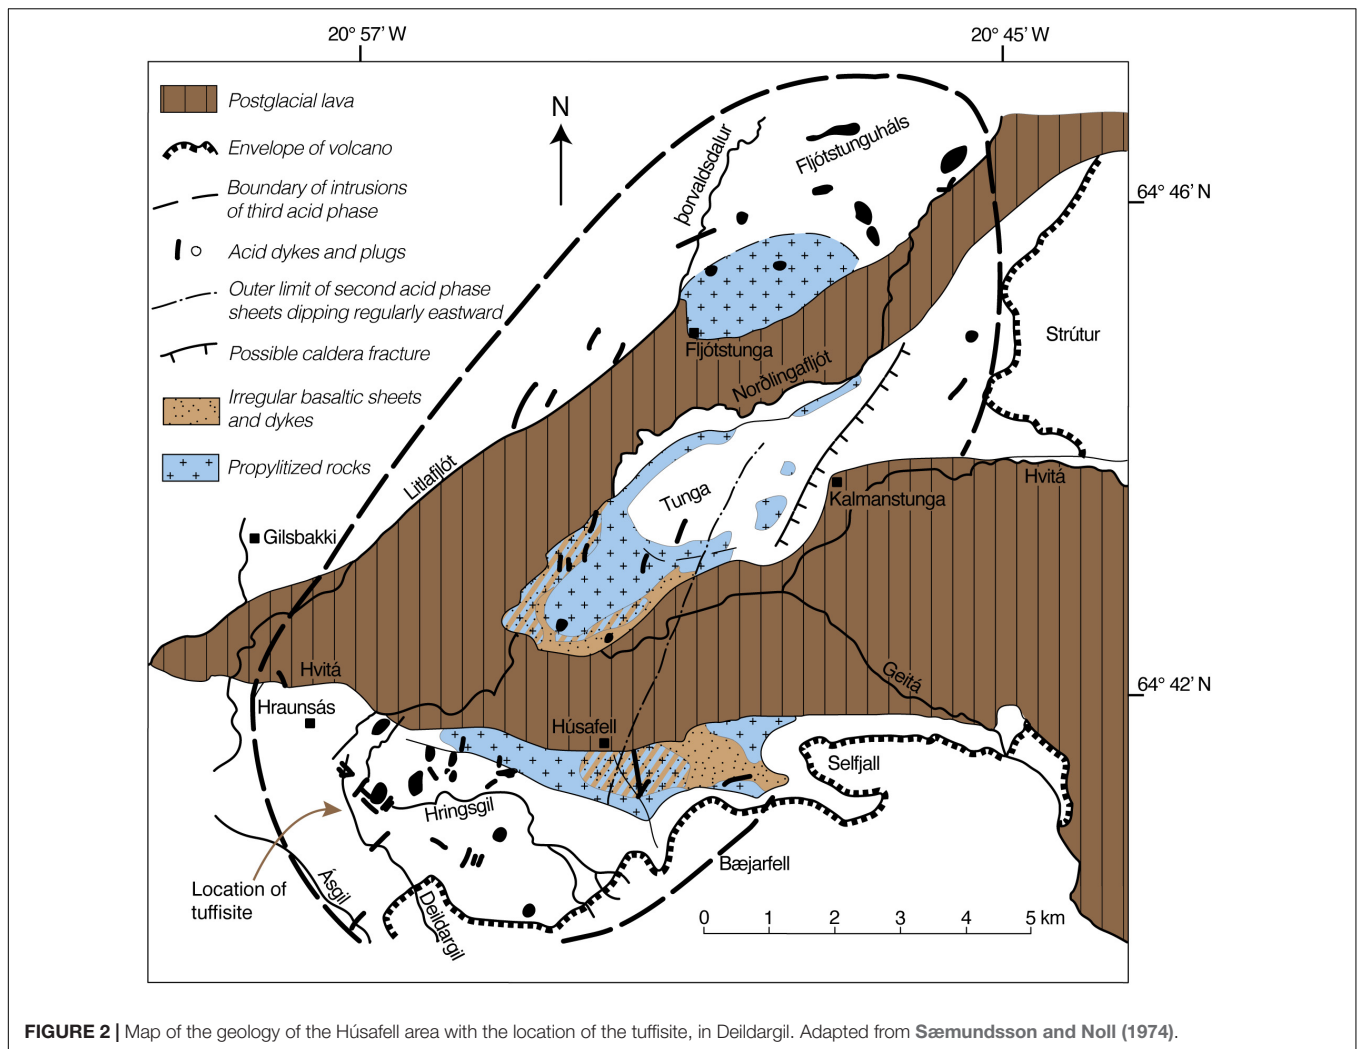 20° 57' W
20° 45' W
Postglacial lava
Envelope of volcano
Boundary of intrusions
of third acid phase
Acid dykes and plugs
Outer limit of second acid phase
sheets dipping regularly eastward
Possible caldera fracture
Irregular basaltic sheets
and dykes
Propylitized rocks
N
þorvaldsdalur
Fljótstunguháls
64° 46' N
Strútur
Fljótstunga
Norðlingafljót
Litlafljót
Tunga
Kalmanstunga
Hvitá
Gilsbakki
Hvitá
Hraunsás
Geitá
64° 42' N
Húsafell
Selfjall
Hringsgil
Bæjarfell
Location of
tuffisite
Ásgil
Deildargil
0 1 2 3 4 5 km
FIGURE 2 | Map of the geology of the Húsafell area with the location of the tuffisite, in Deildargil. Adapted from Sæmundsson and Noll (1974).